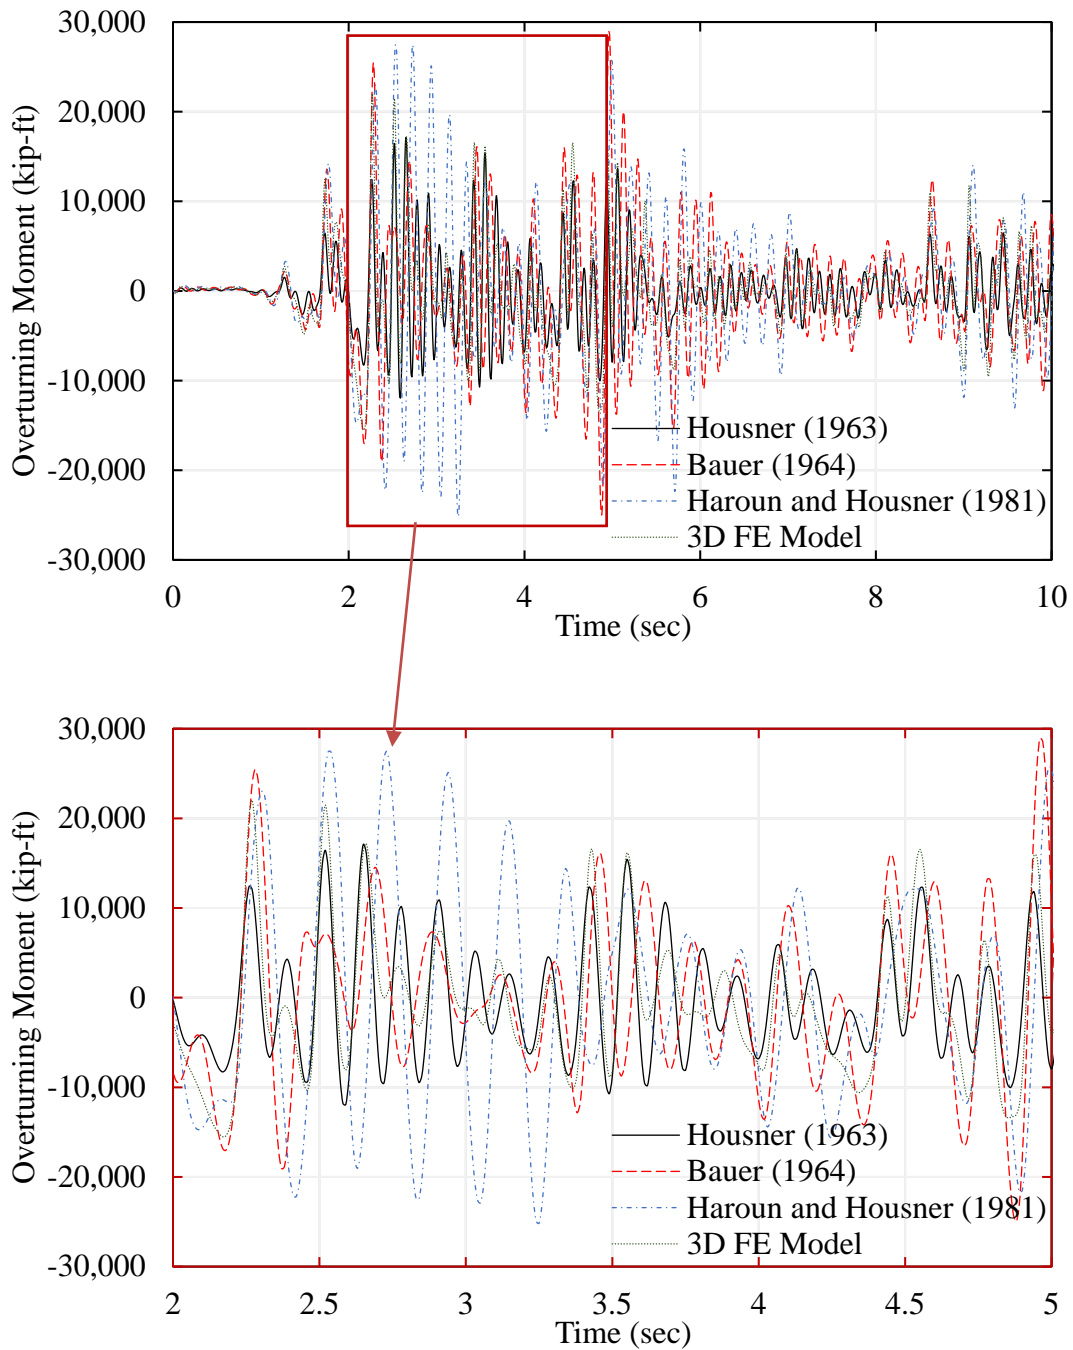 30,000
20,000
10,000
0
-10,000
-20,000
-30,000
Overturning Moment (kip-ft)
Housner (1963)
Bauer (1964)
Haroun and Housner (1981)
3D FE Model
0 2 4 6 8 10
Time (sec)
30,000
20,000
10,000
0
-10,000
-20,000
-30,000
Overturning Moment (kip-ft)
Housner (1963)
Bauer (1964)
Haroun and Housner (1981)
3D FE Model
2 2.5 3 3.5 4 4.5 5
Time (sec)